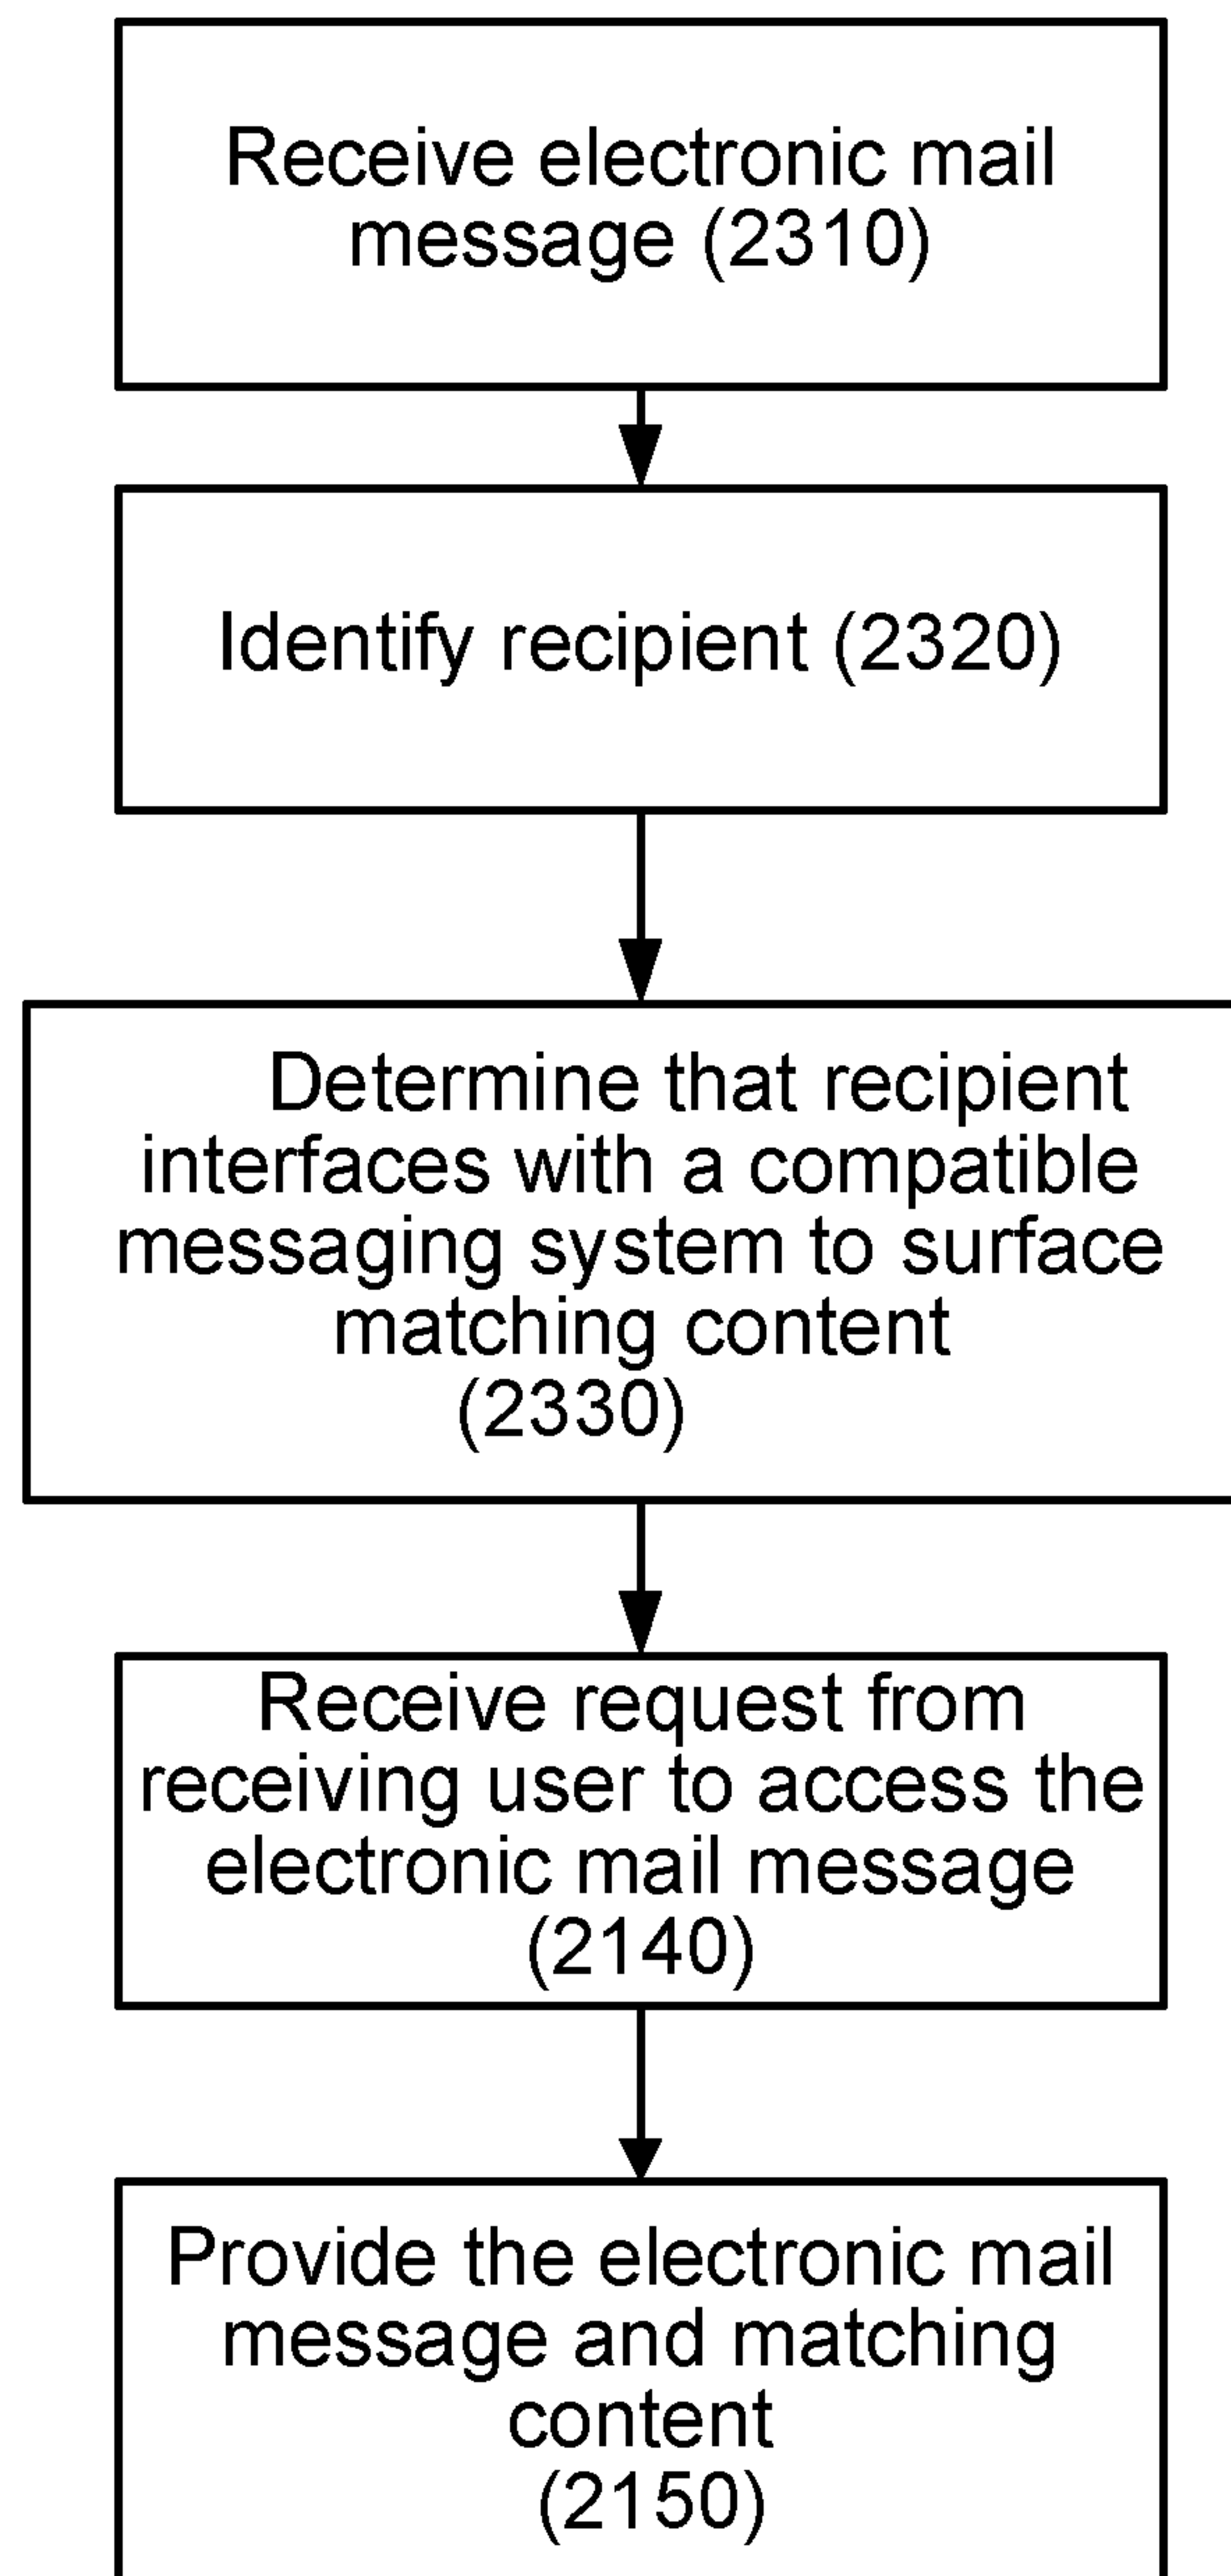 Receive electronic mail
message (2310)
Identify recipient (2320)
Determine that recipient
interfaces with a compatible
messaging system to surface
matching content
(2330)
Receive request from
receiving user to access the
electronic mail message
(2140)
Provide the electronic mail
message and matching
content
(2150)